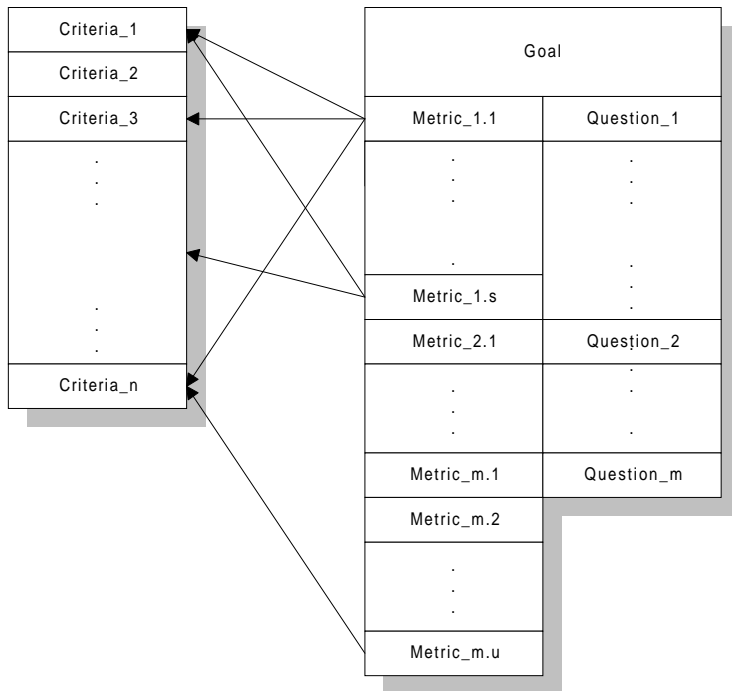 Criteria_1
Criteria_2
Criteria_3
.
.
.
.
.
.
Criteria_n
Goal
Metric_1.1
Question_1
.
.
.
.
.
.
.
.
.
.
Metric_1.s
Metric_2.1
Question_2
.
.
.
.
.
.
.
Metric_m.1
Question_m
Metric_m.2
.
.
.
Metric_m.u